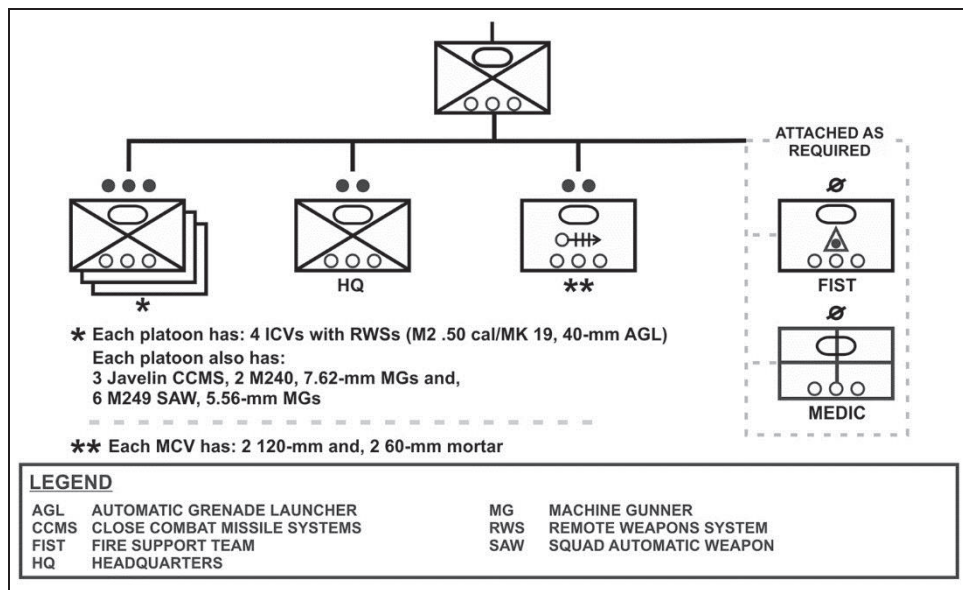 ATTACHED AS
REQUIRED
HQ
**
FIST
*
MEDIC
* Each platoon has: 4 ICVs with RWSs (M2 .50 cal/MK 19, 40-mm AGL)
Each platoon also has:
3 Javelin CCMS, 2 M240, 7.62-mm MGs and,
6 M249 SAW, 5.56-mm MGs
** Each MCV has: 2 120-mm and, 2 60-mm mortar
LEGEND
AGL AUTOMATIC GRENADE LAUNCHER
CCMS CLOSE COMBAT MISSILE SYSTEMS
FIST FIRE SUPPORT TEAM
HQ HEADQUARTERS
MG MACHINE GUNNER
RWS REMOTE WEAPONS SYSTEM
SAW SQUAD AUTOMATIC WEAPON